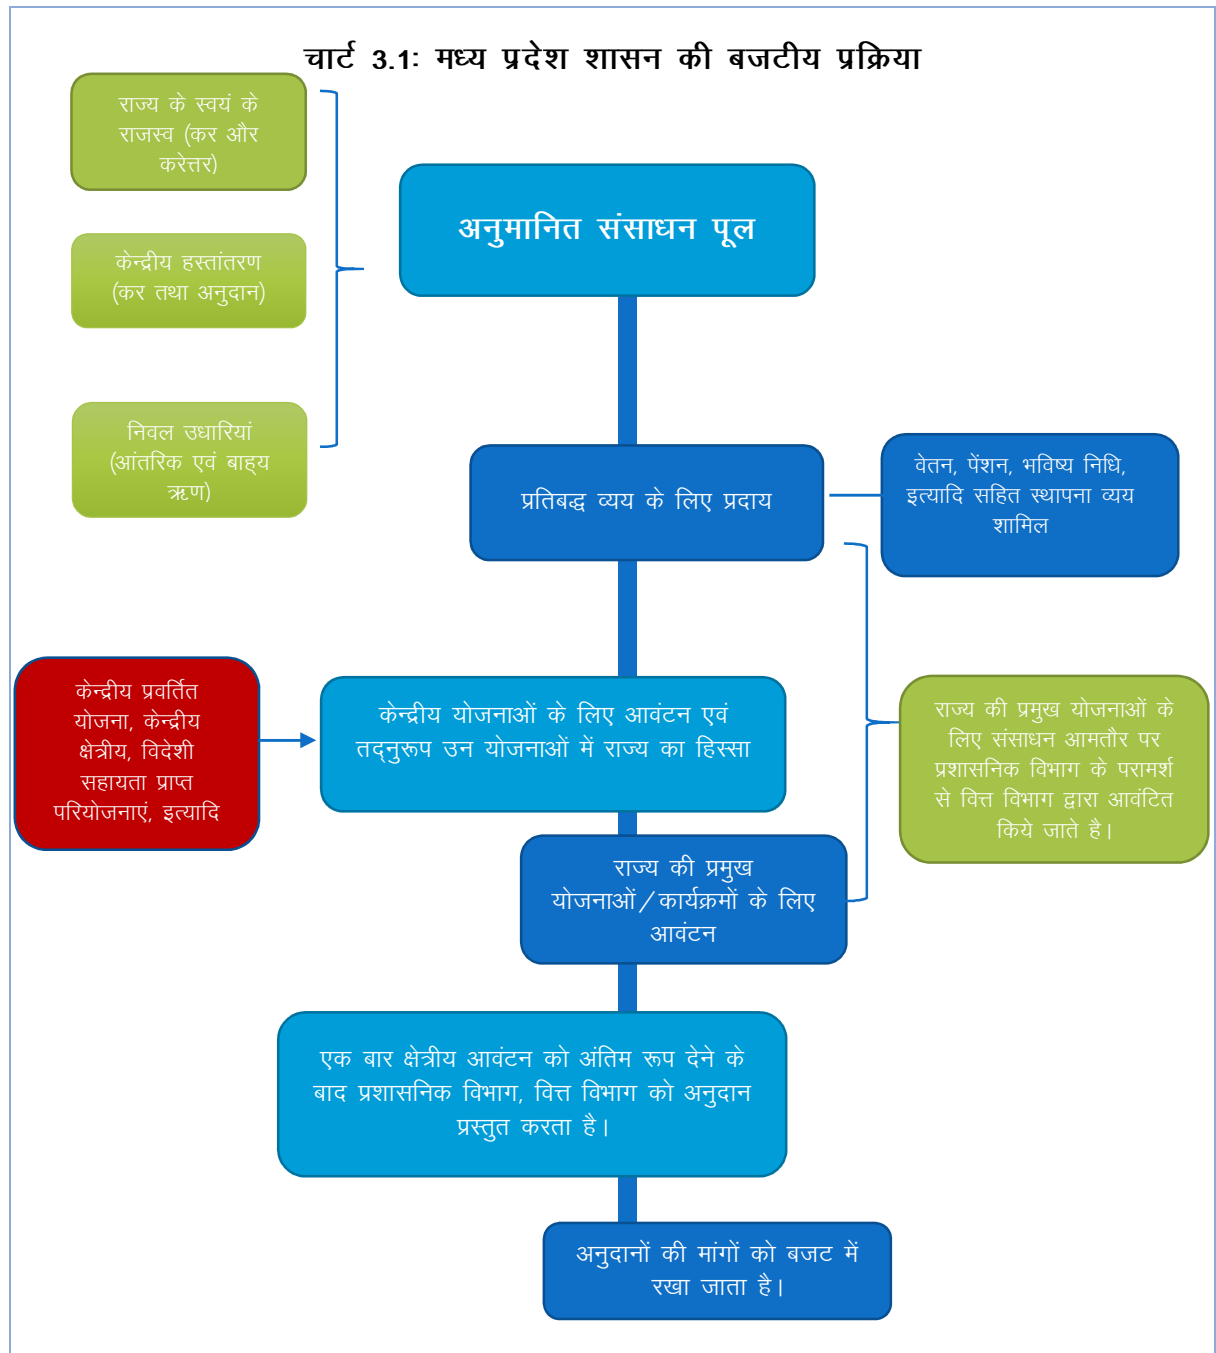 चार्ट 3.1: मध्य प्रदेश शासन की बजटीय प्रक्रिया
राज्य के स्वयं के
राजस्व (कर और
करेत्तर)
अनुमानित संसाधन पूल
केन्द्रीय हस्तांतरण
(कर तथा अनुदान)
निवल उधारियां
(आंतरिक एवं बाह्य
ऋण)
प्रतिबद्ध व्यय के लिए प्रदाय
वेतन, पेंशन, भविष्य निधि,
इत्यादि सहित स्थापना व्यय
शामिल
केन्द्रीय प्रवर्तित
योजना, केन्द्रीय
क्षेत्रीय, विदेशी
सहायता प्राप्त
परियोजनाएं, इत्यादि
केन्द्रीय योजनाओं के लिए आवंटन एवं
तद्नुरूप उन योजनाओं में राज्य का हिस्सा
राज्य की प्रमुख योजनाओं के
लिए संसाधन आमतौर पर
प्रशासनिक विभाग के परामर्श
से वित्त विभाग द्वारा आवंटित
किये जाते है।
राज्य की प्रमुख
योजनाओं/कार्यक्रमों के लिए
आवंटन
एक बार क्षेत्रीय आवंटन को अंतिम रूप देने के
बाद प्रशासनिक विभाग, वित्त विभाग को अनुदान
प्रस्तुत करता है।
अनुदानों की मांगों को बजट में
रखा जाता है।